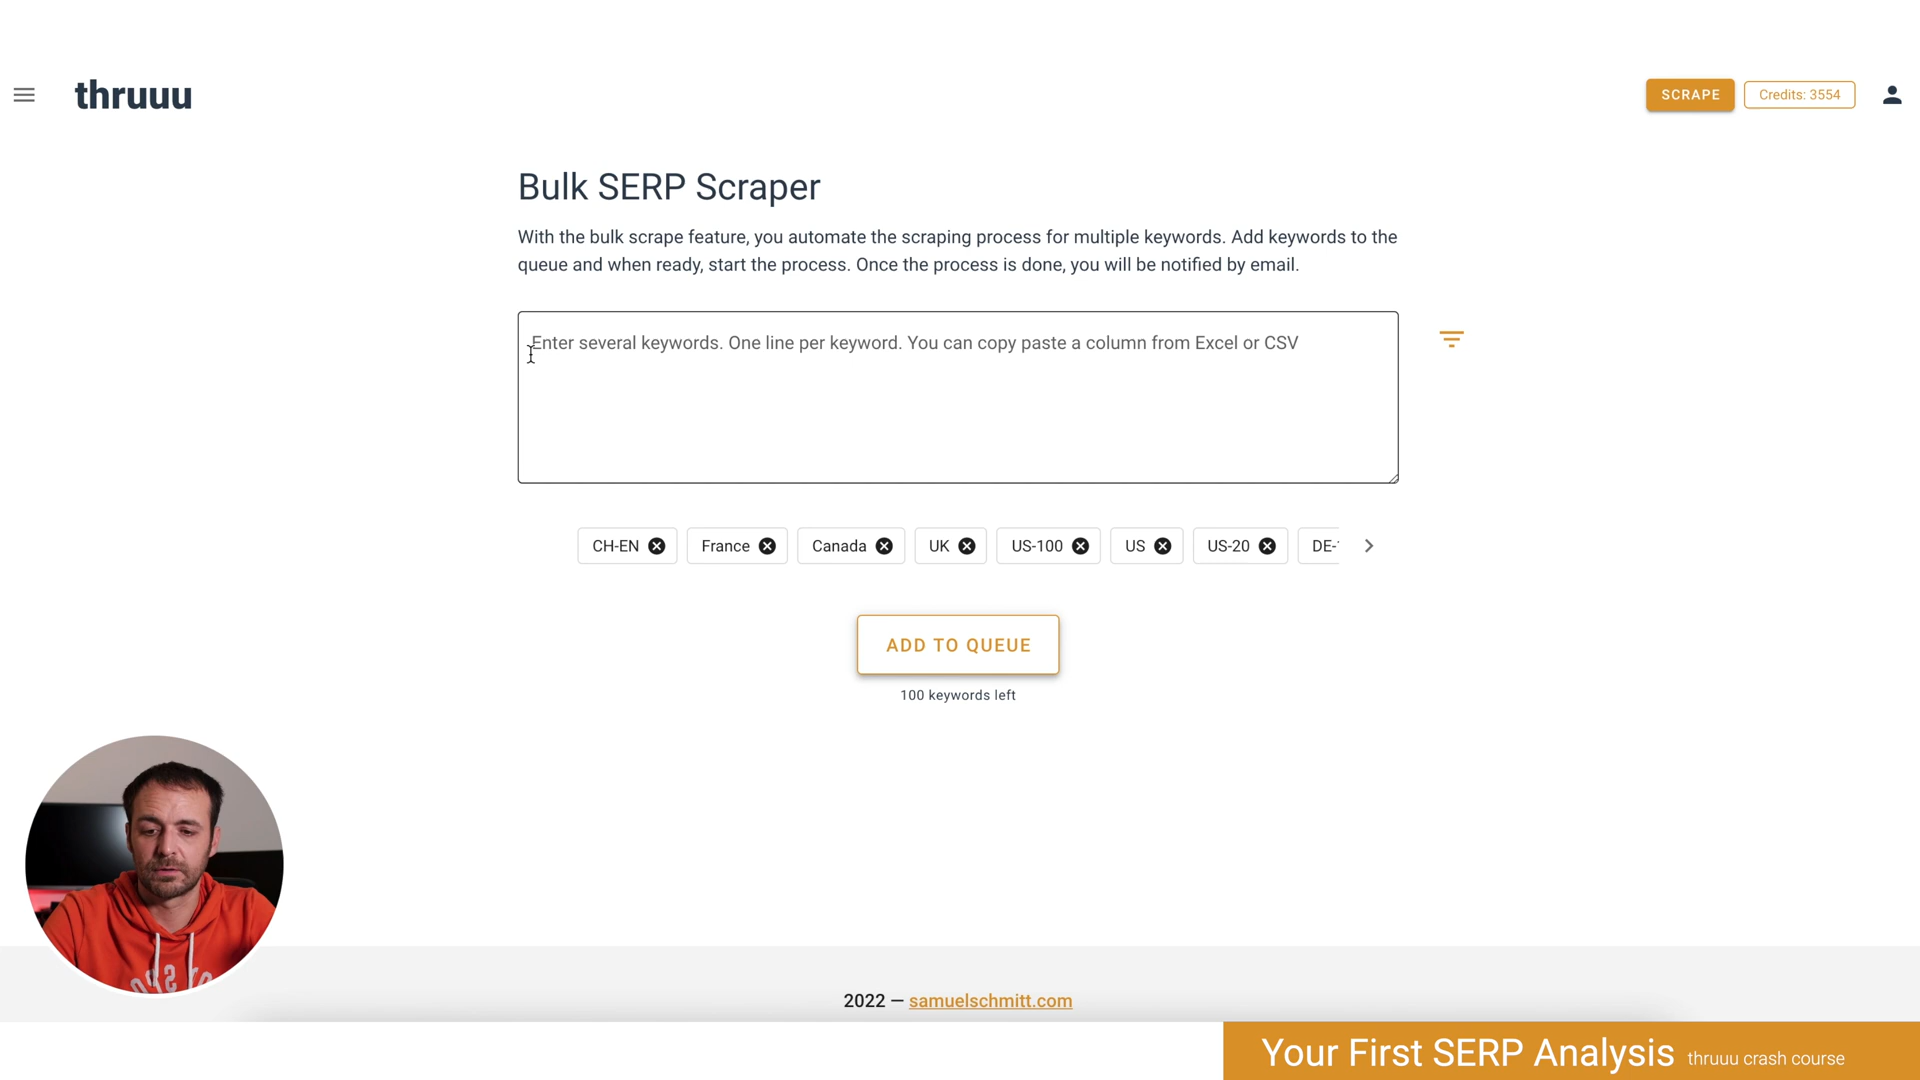 thruuu
SCRAPE
Credits: 3554
Bulk SERP Scraper
With the bulk scrape feature, you automate the scraping process for multiple keywords. Add keywords to the
queue and when ready, start the process. Once the process is done, you will be notified by email.
Enter several keywords. One line per keyword. You can copy paste a column from Excel or CSV
CH-EN France Canada UK US-100 US US-20 DE-
ADD TO QUEUE
100 keywords left
2022 — samuelschmitt.com
Your First SERP Analysis thruuu crash course